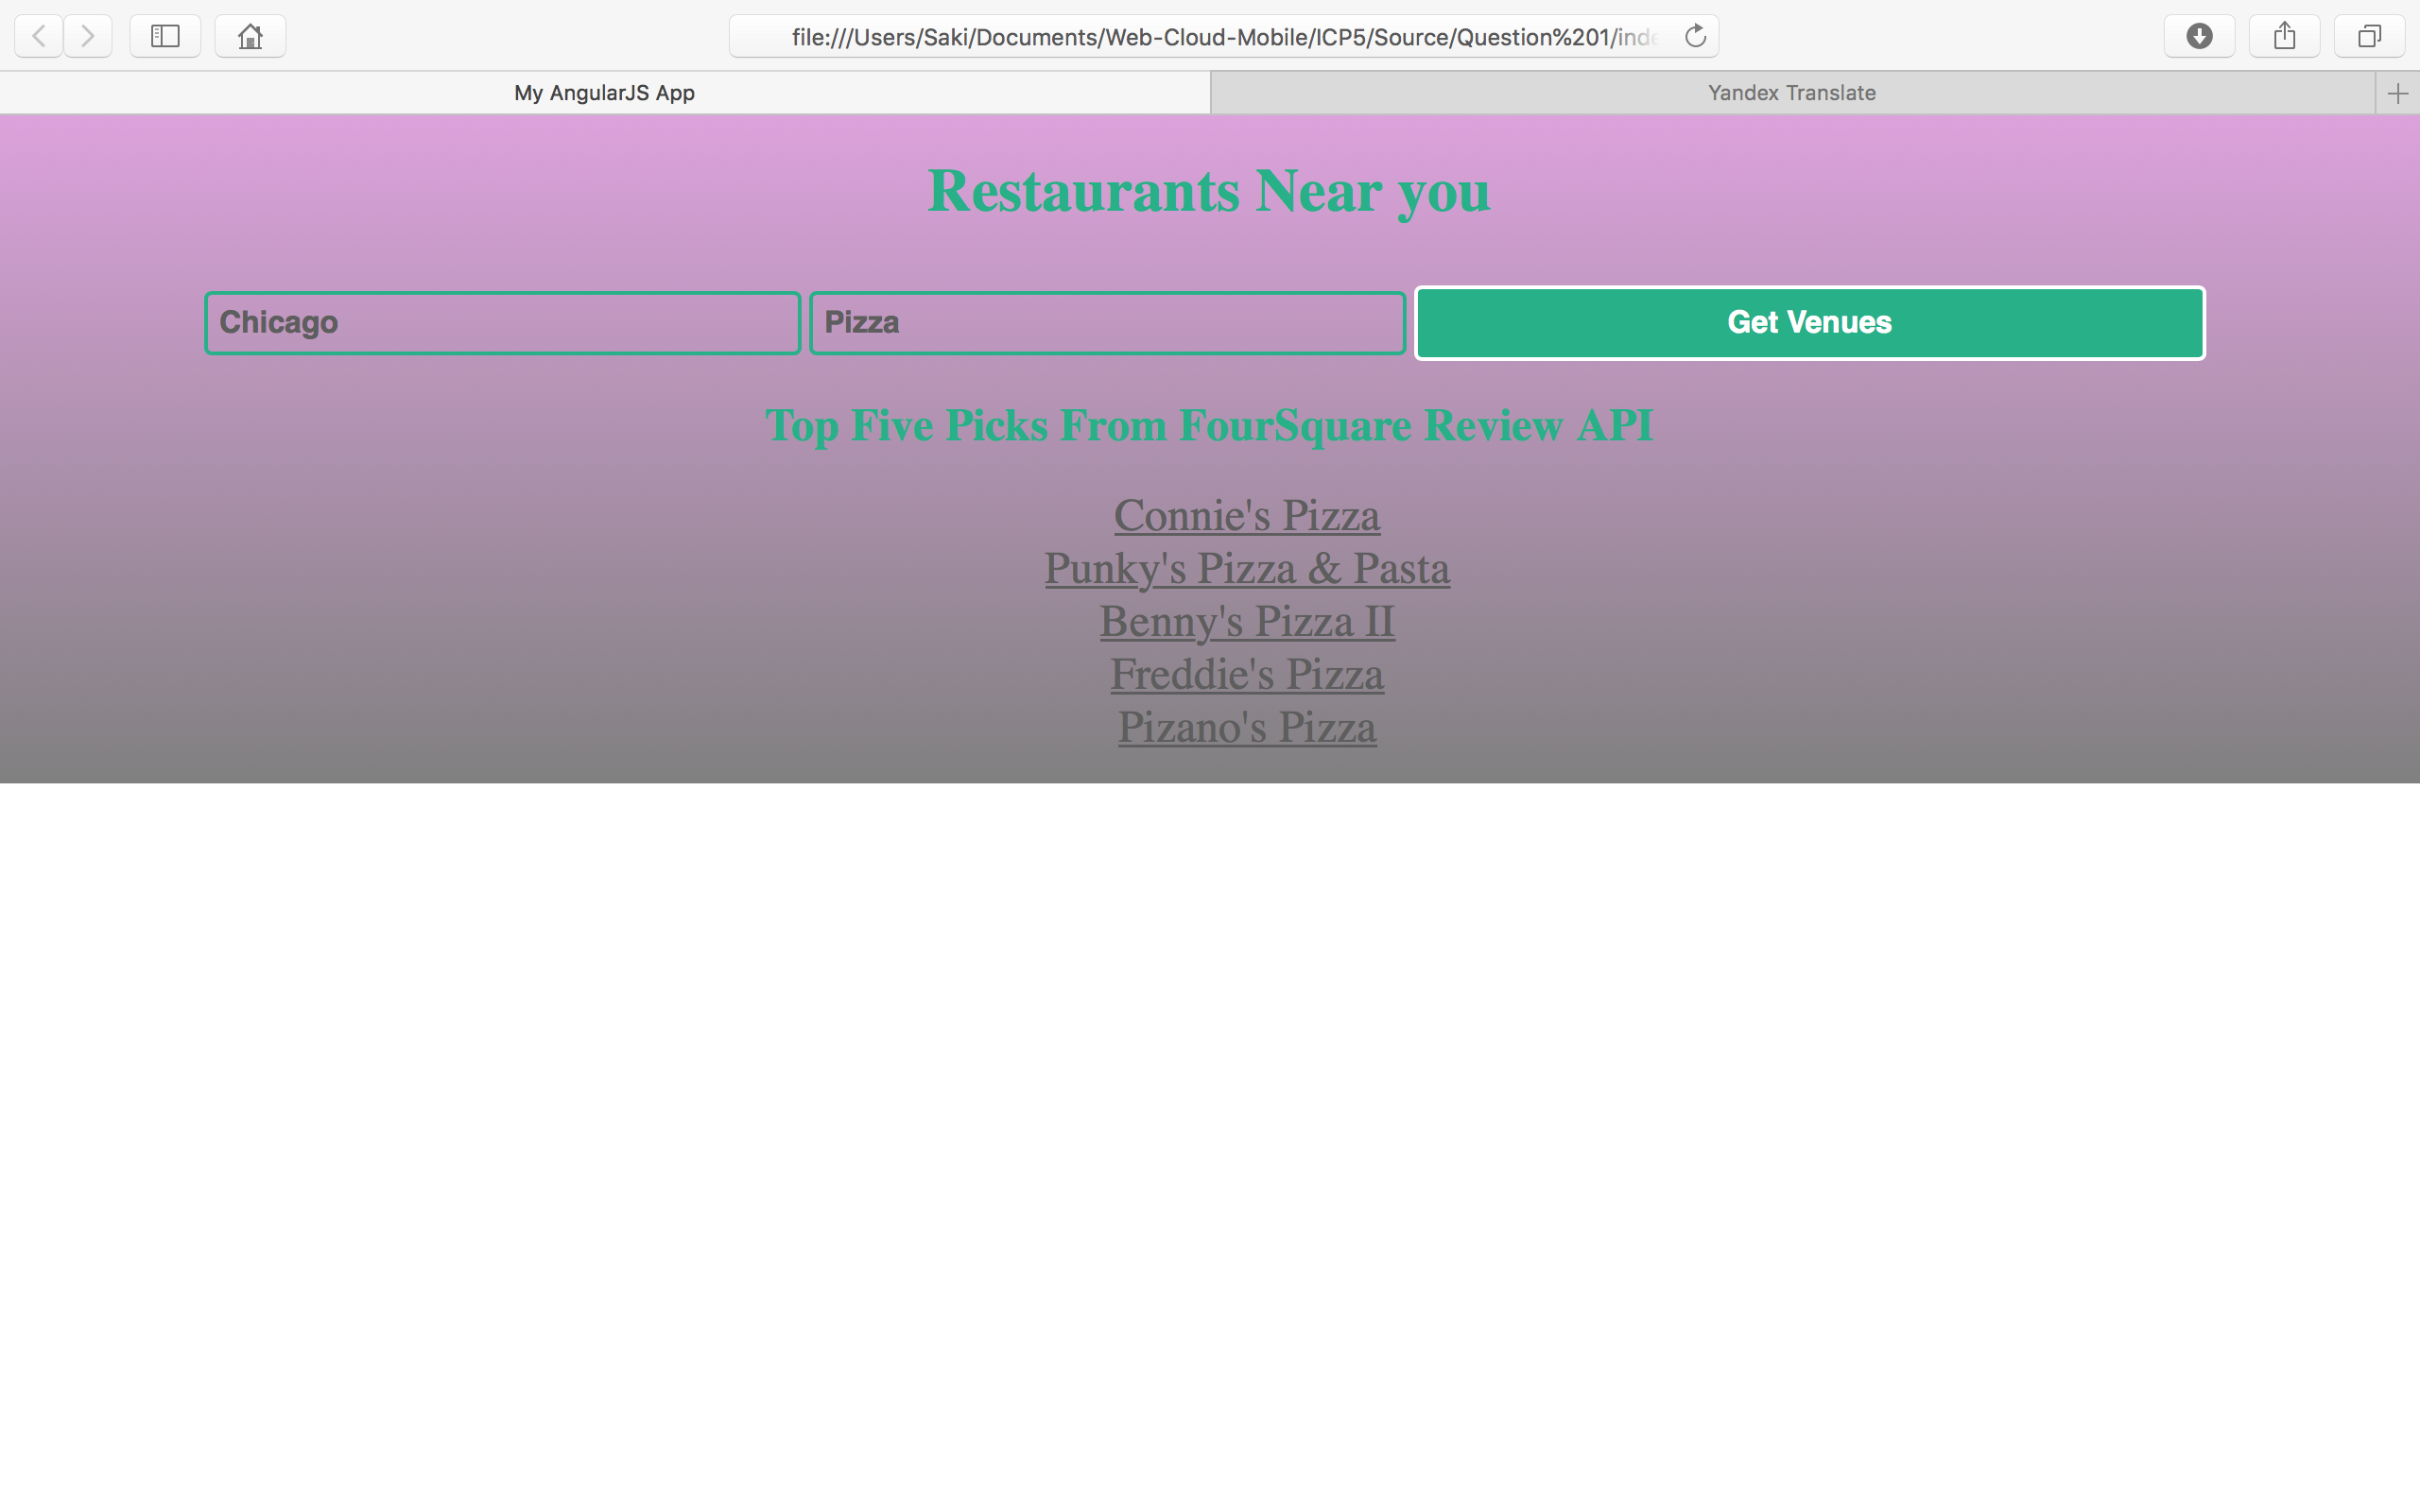 file:///Users/Saki/Documents/Web-Cloud-Mobile/ICP5/Source/Question%201/inde
My AngularJS App
Yandex Translate
Restaurants Near you
Chicago
Pizza
Get Venues
Top Five Picks From FourSquare Review API
Connie's Pizza
Punky's Pizza & Pasta
Benny's Pizza II
Freddie's Pizza
Pizano's Pizza